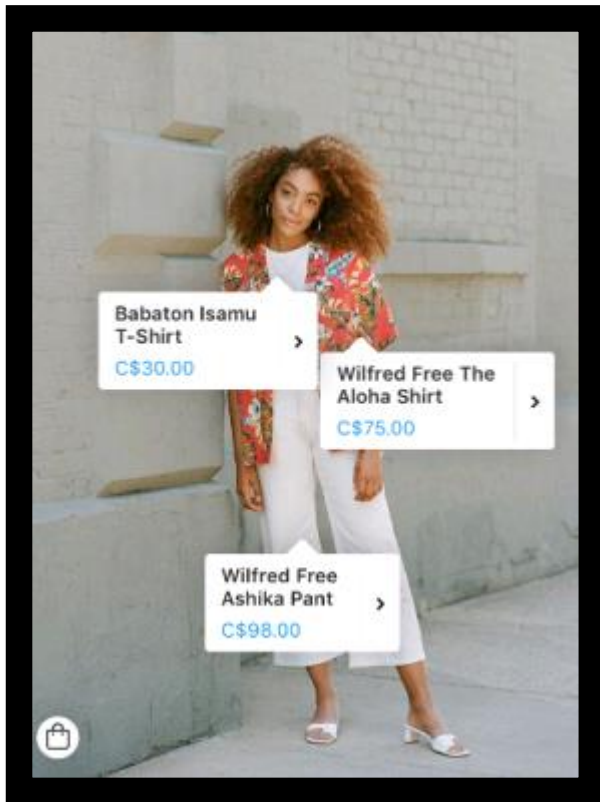 Babaton Isamu
T-Shirt
C$30.00
Wilfred Free The
Aloha Shirt
C$75.00
Wilfred Free
Ashika Pant
C$98.00